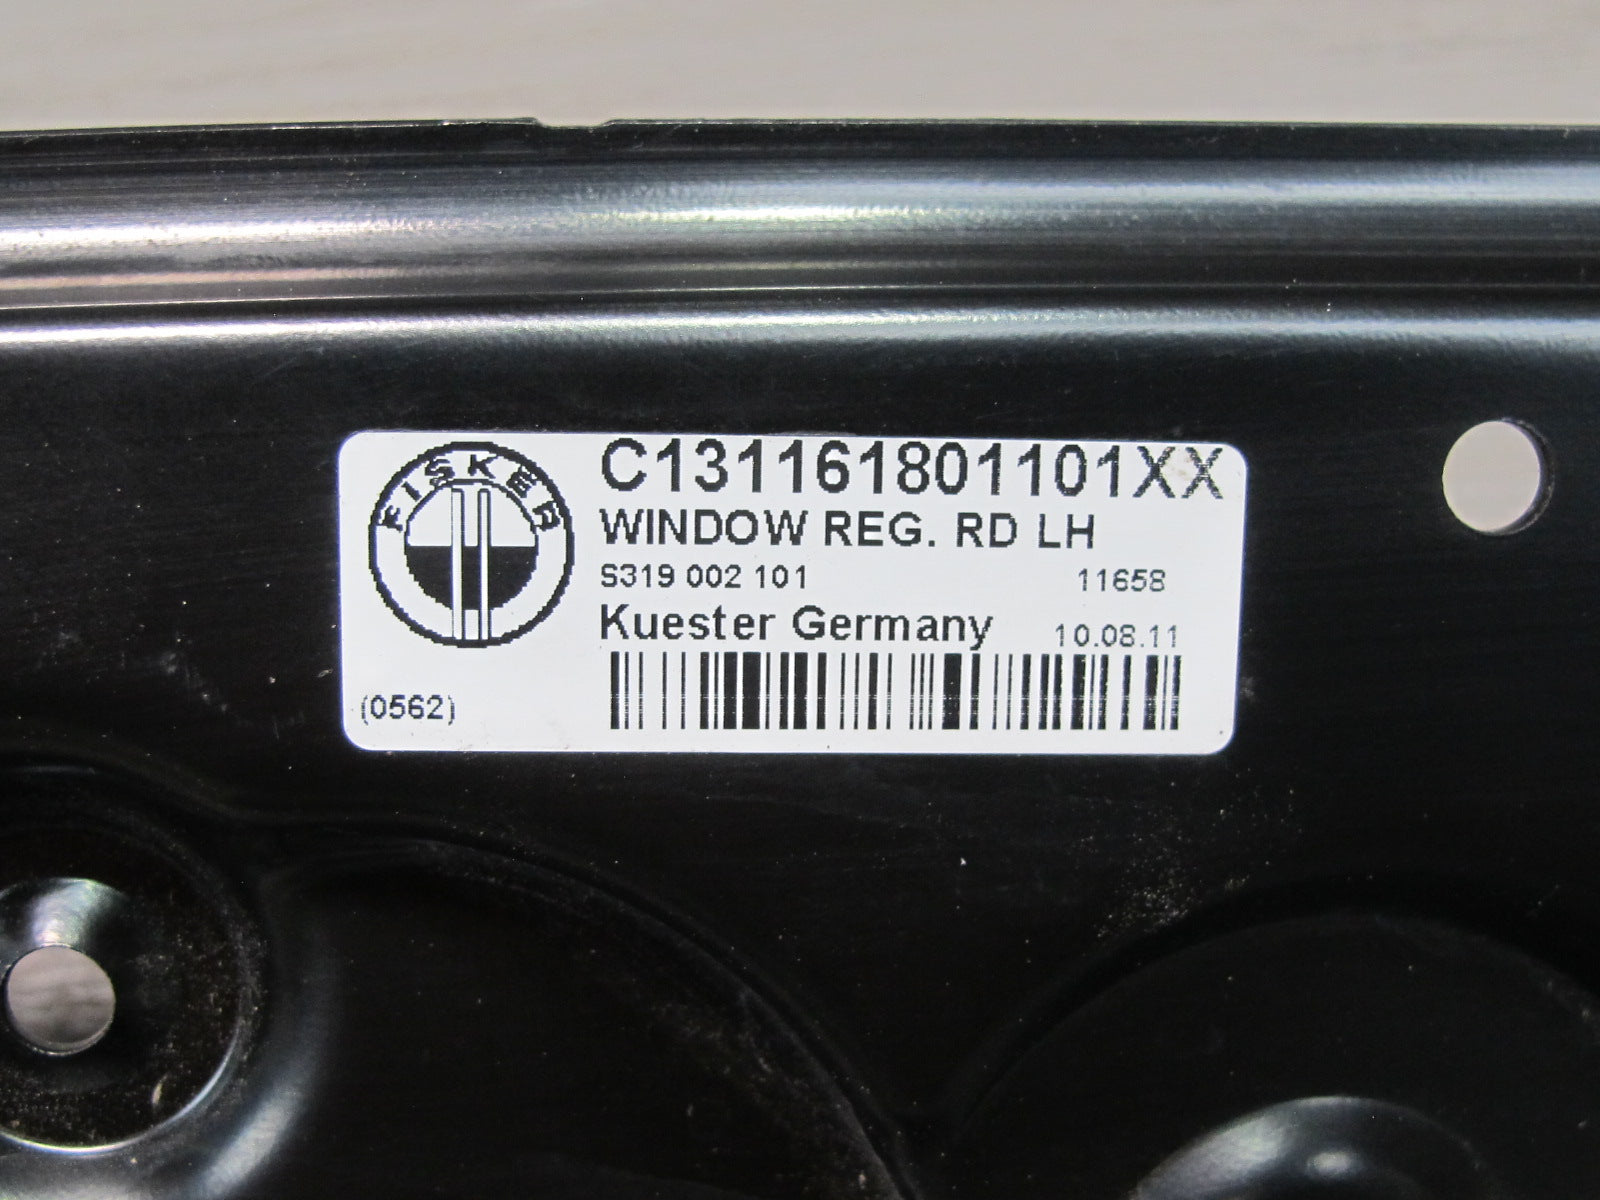 FISKER
C131161801101XX
WINDOW REG. RD LH
S319 002 101 11658
Kuester Germany 10.08.11
(0562)